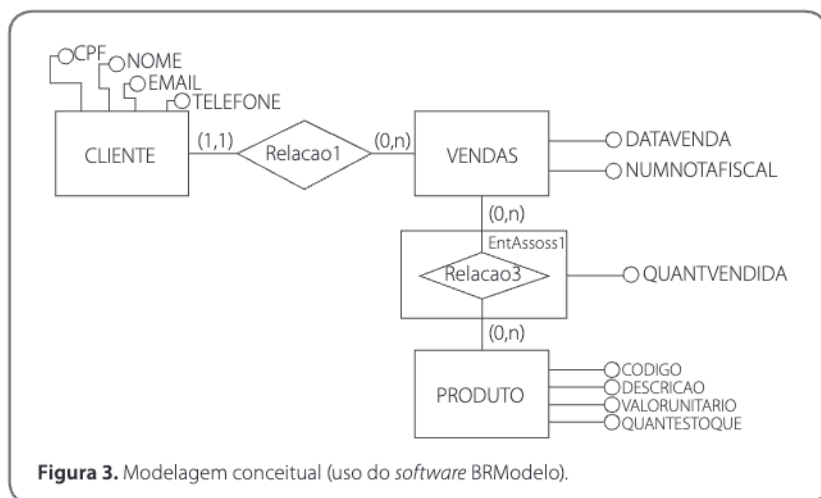 CPF
NOME
EMAIL
TELEFONE
CLIENTE
(1,1)
Relacao1
(0,n)
VENDAS
DATAVENDA
NUMNOTAFISCAL
(0,n)
EntAssoss1
Relacao3
QUANTVENDIDA
(0,n)
PRODUTO
CODIGO
DESCRICAO
VALORUNITARIO
QUANTESTOQUE
Figura 3. Modelagem conceitual (uso do software BRModelo).